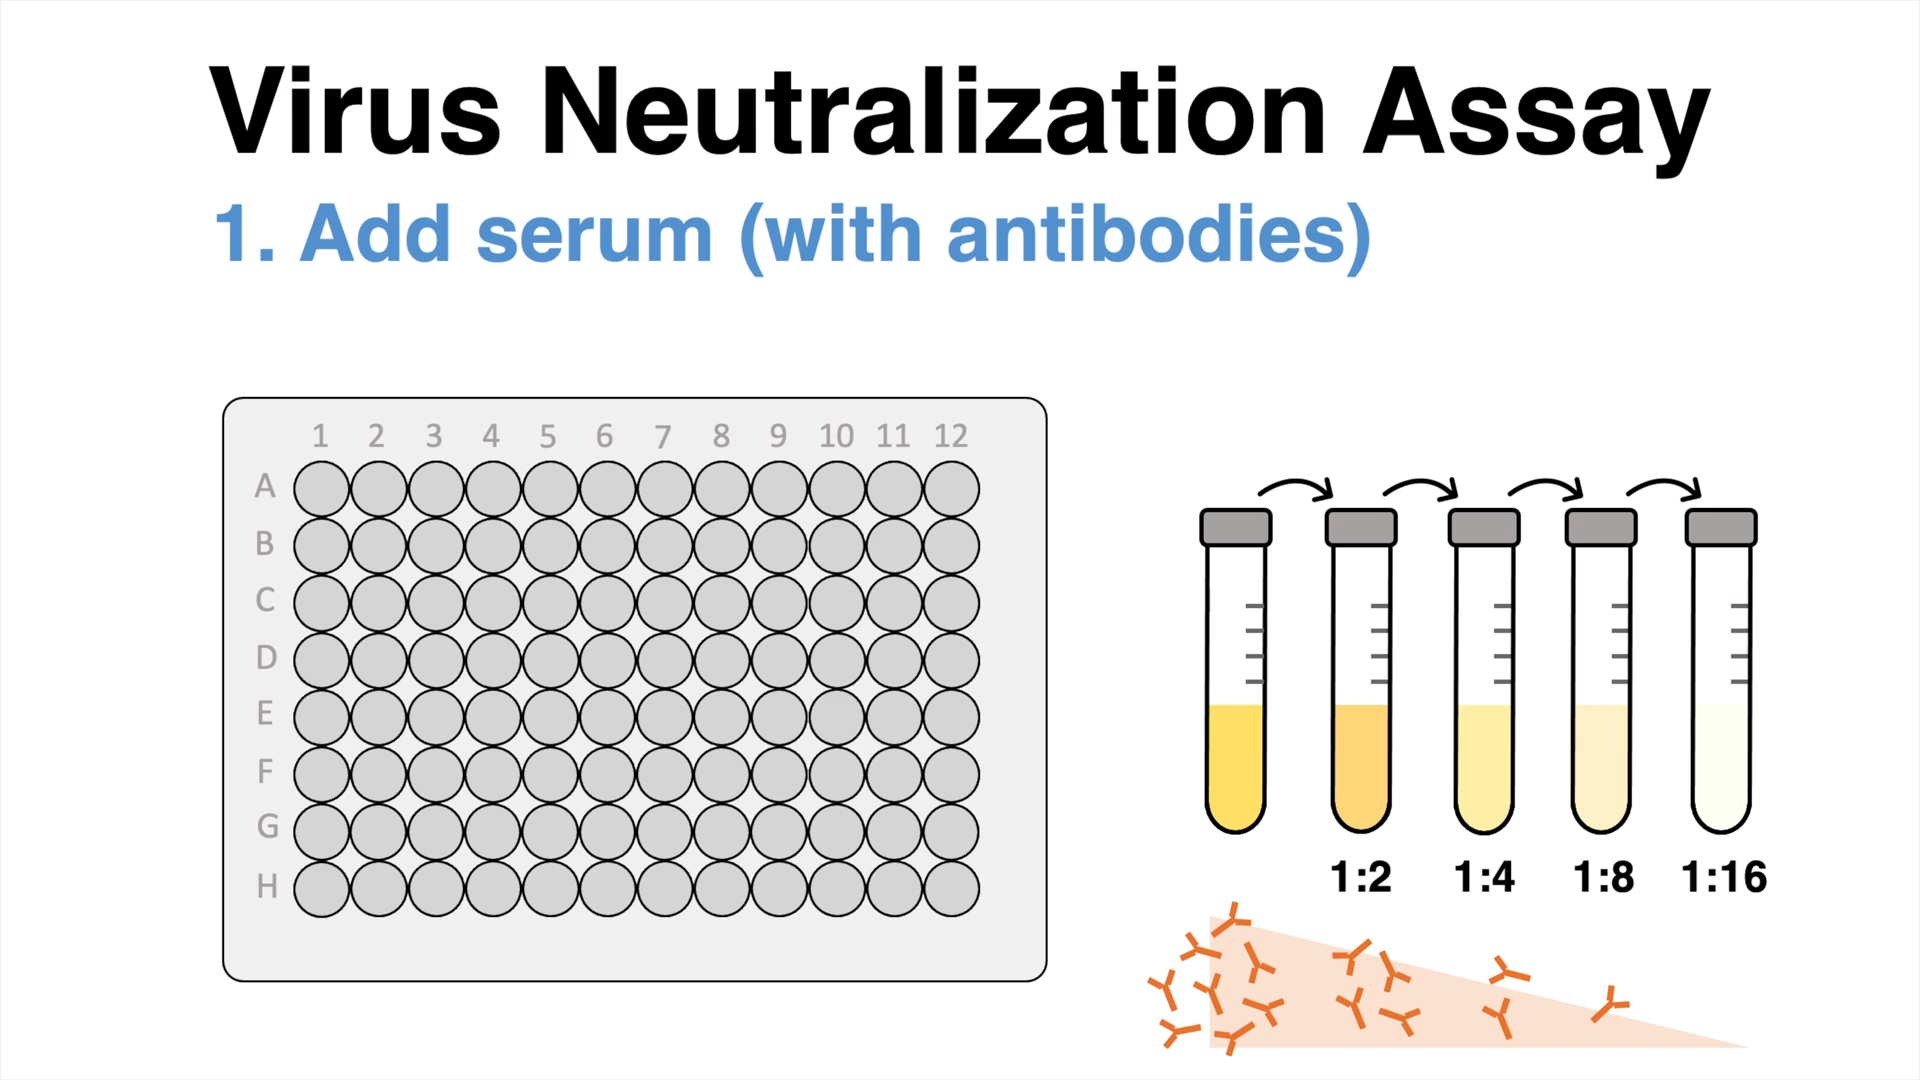 Virus Neutralization Assay
1. Add serum (with antibodies)
1 2 3 4 5 6 7 8 9 10 11 12
A
B
C
D
E
F
G
H
1:2 1:4 1:8 1:16